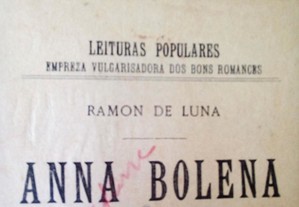 LEITURAS POPULARES
EMPREZA VULGARISADORA DOS BONS ROMANCES
RAMON DE LUNA
ANNA BOLENA